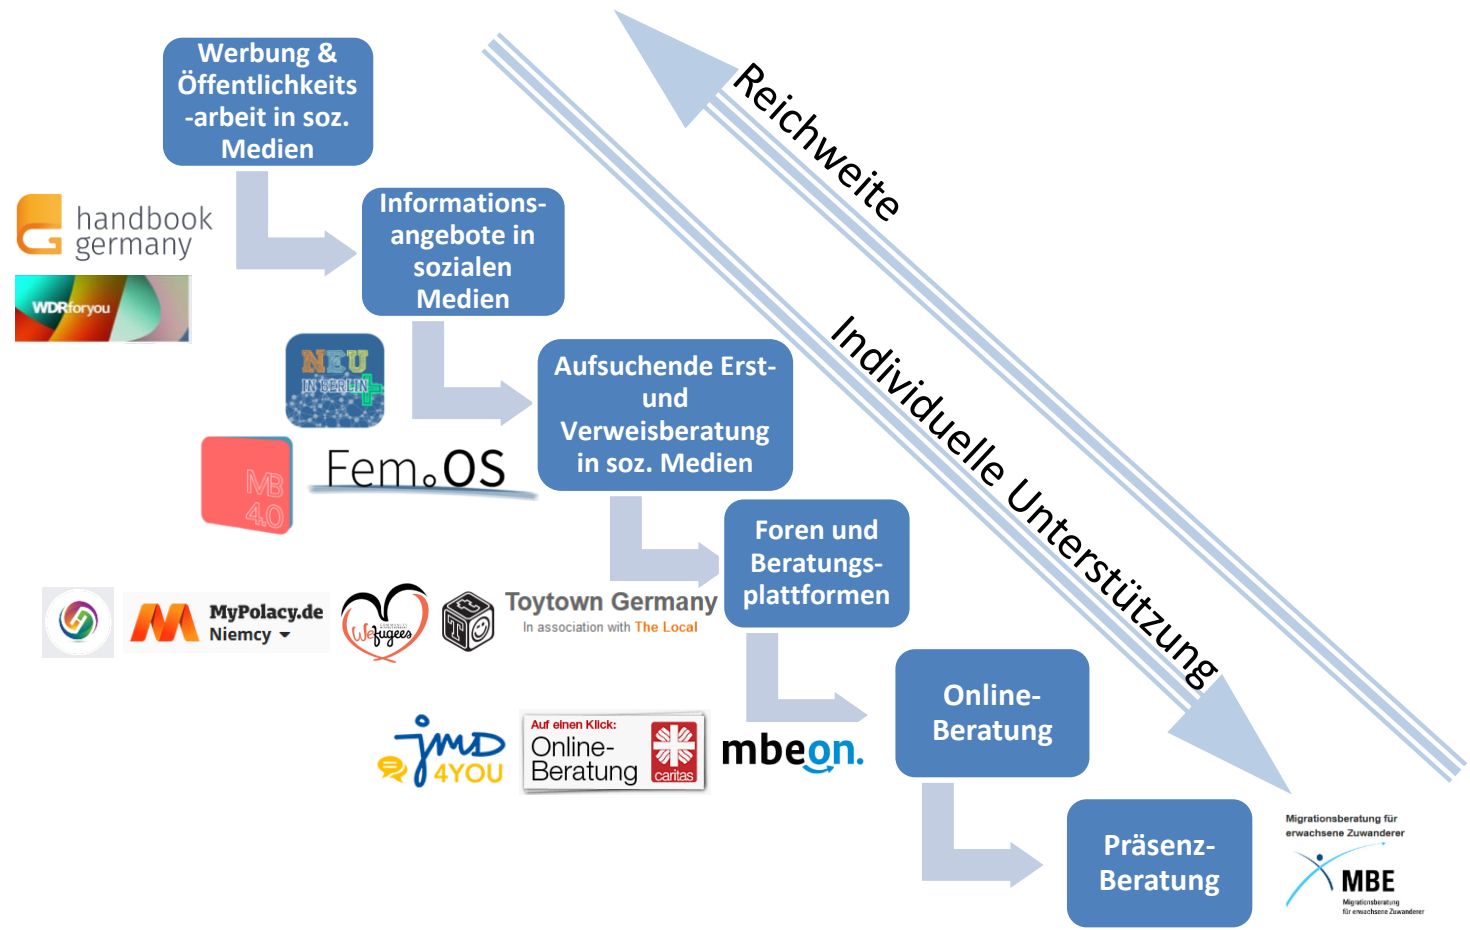 Werbung &
Öffentlichkeits
-arbeit in soz.
Medien
Reichweite
handbook
germany
Informations-
angebote in
sozialen
Medien
WDRforyou
NEU
IN BERLIN
Aufsuchende Erst-
und
Verweisberatung
in soz. Medien
Individuelle Unterstützung
MB
4.0
Fem.OS
Foren und
Beratungs-
plattformen
MyPolacy.de
Niemcy
Wefugees
T
Toytown Germany
In association with The Local
Online-
Beratung
jmD
4YOU
Auf einen Klick:
Online-
Beratung
caritas
mbeon.
Präsenz-
Beratung
Migrationsberatung für
erwachsene Zuwanderer
MBE
Migrationsberatung
für erwachsene Zuwanderer